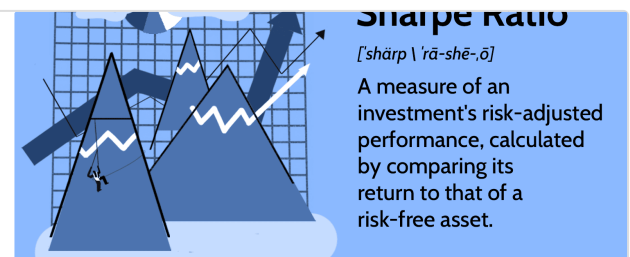 Sharpe Ratio
['shärp \ 'rā-shē-,ō]
A measure of an
investment's risk-adjusted
performance, calculated
by comparing its
return to that of a
risk-free asset.